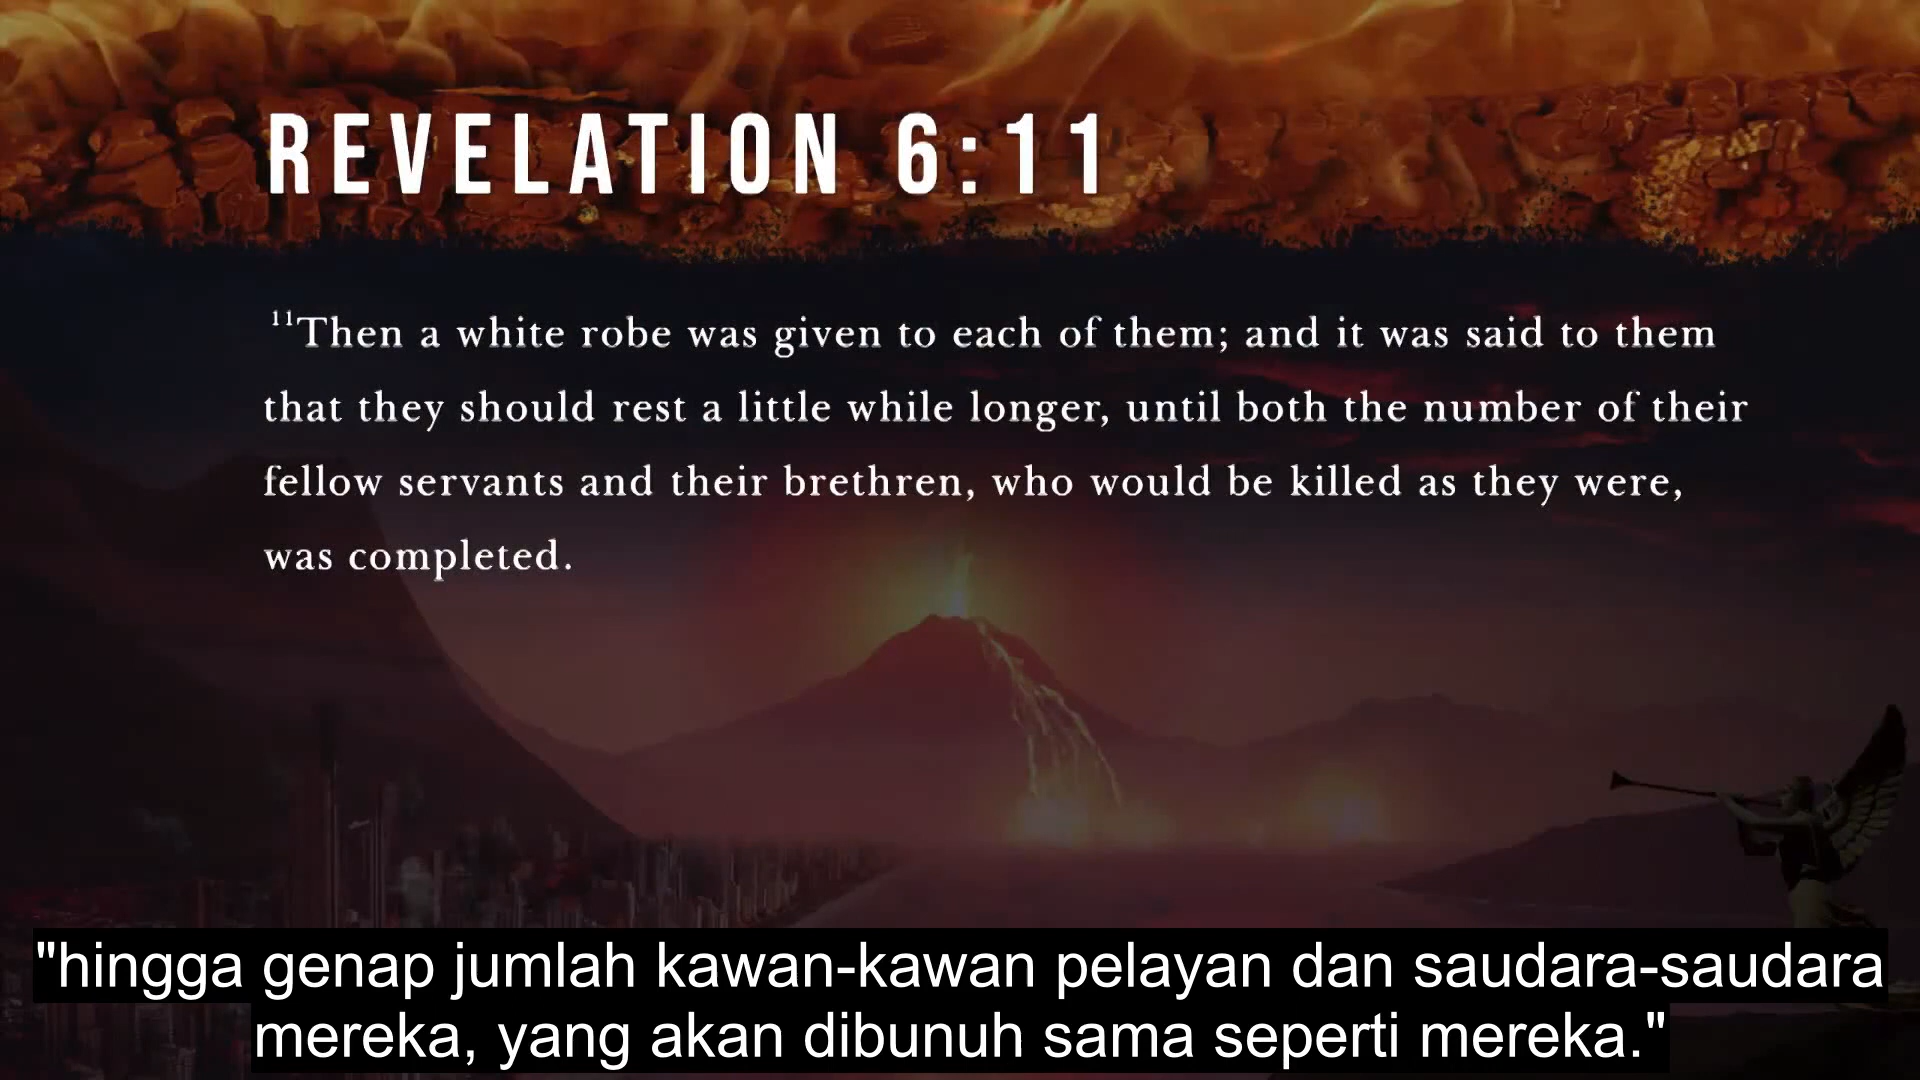 REVELATION 6:11
¹¹Then a white robe was given to each of them; and it was said to them
that they should rest a little while longer, until both the number of their
fellow servants and their brethren, who would be killed as they were,
was completed.
"hingga genap jumlah kawan-kawan pelayan dan saudara-saudara
mereka, yang akan dibunuh sama seperti mereka."